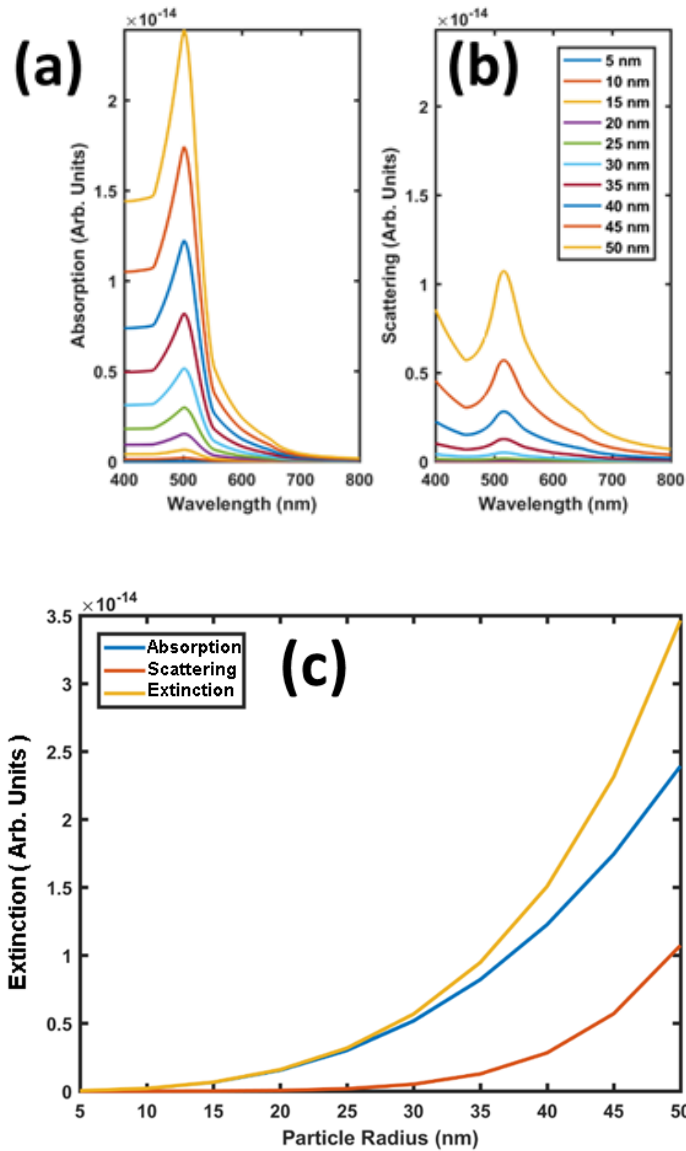 ×10⁻¹⁴
(a)
2
1.5
1
0.5
0
Absorption (Arb. Units)
400 500 600 700 800
Wavelength (nm)
×10⁻¹⁴
(b)
5 nm
10 nm
15 nm
20 nm
25 nm
30 nm
35 nm
40 nm
45 nm
50 nm
2
1.5
1
0.5
0
Scattering (Arb. Units)
400 500 600 700 800
Wavelength (nm)
×10⁻¹⁴
(c)
Absorption
Scattering
Extinction
3.5
3
2.5
2
1.5
1
0.5
0
Extinction ( Arb. Units )
5 10 15 20 25 30 35 40 45 50
Particle Radius (nm)